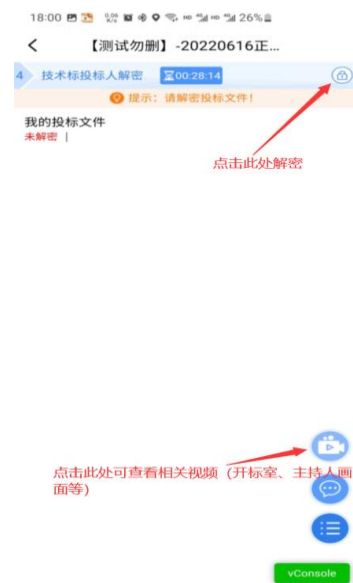 18:00
26%
【测试勿删】-20220616正...
4 技术标投标人解密 00:28:14
提示：请解密投标文件！
我的投标文件
未解密 |
点击此处解密
点击此处可查看相关视频（开标室、主持人画
面等）
vConsole